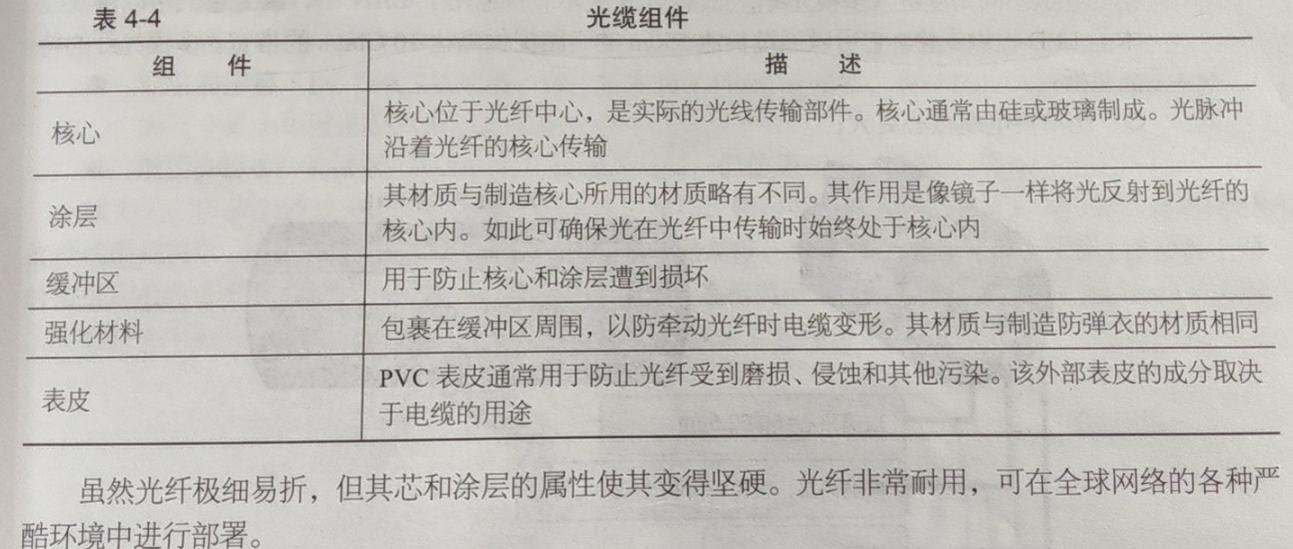 表 4-4 光缆组件
组 件 描 述
核心 核心位于光纤中心，是实际的光线传输部件。核心通常由硅或玻璃制成。光脉冲
沿着光纤的核心传输
涂层 其材质与制造核心所用的材质略有不同。其作用是像镜子一样将光反射到光纤的
核心内。如此可确保光在光纤中传输时始终处于核心内
缓冲区 用于防止核心和涂层遭到损坏
强化材料 包裹在缓冲区周围，以防牵动光纤时电缆变形。其材质与制造防弹衣的材质相同
表皮 PVC 表皮通常用于防止光纤受到磨损、侵蚀和其他污染。该外部表皮的成分取决
于电缆的用途
虽然光纤极细易折，但其芯和涂层的属性使其变得坚硬。光纤非常耐用，可在全球网络的各种严
酷环境中进行部署。